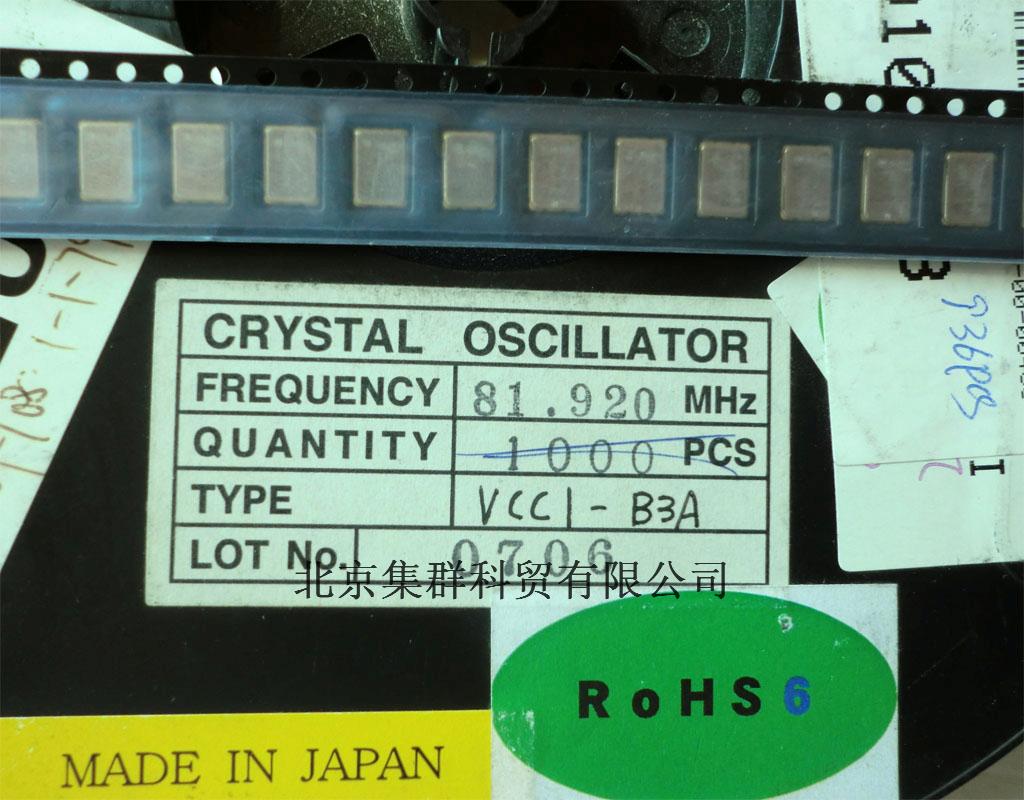 CRYSTAL OSCILLATOR
FREQUENCY 81.920 MHz
QUANTITY 1000 PCS
TYPE VCC1-B3A
LOT No. 0706
北京集群科贸有限公司
RoHS6
MADE IN JAPAN
936pcs